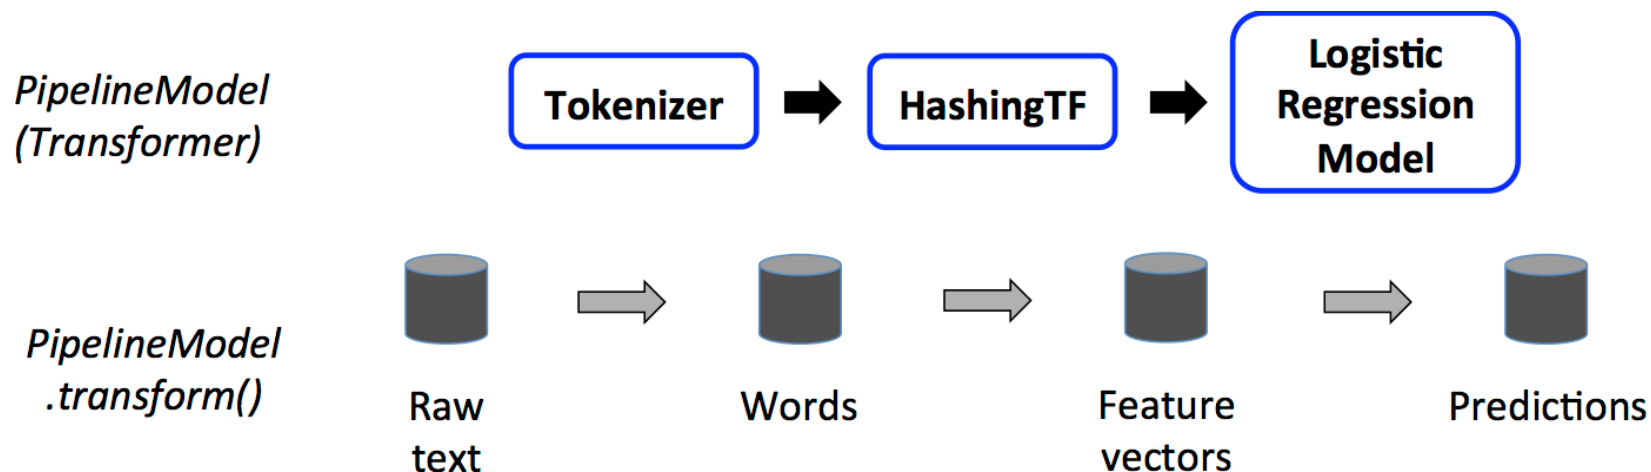 PipelineModel
(Transformer)
Tokenizer
HashingTF
Logistic
Regression
Model
PipelineModel
.transform()
Raw
text
Words
Feature
vectors
Predictions